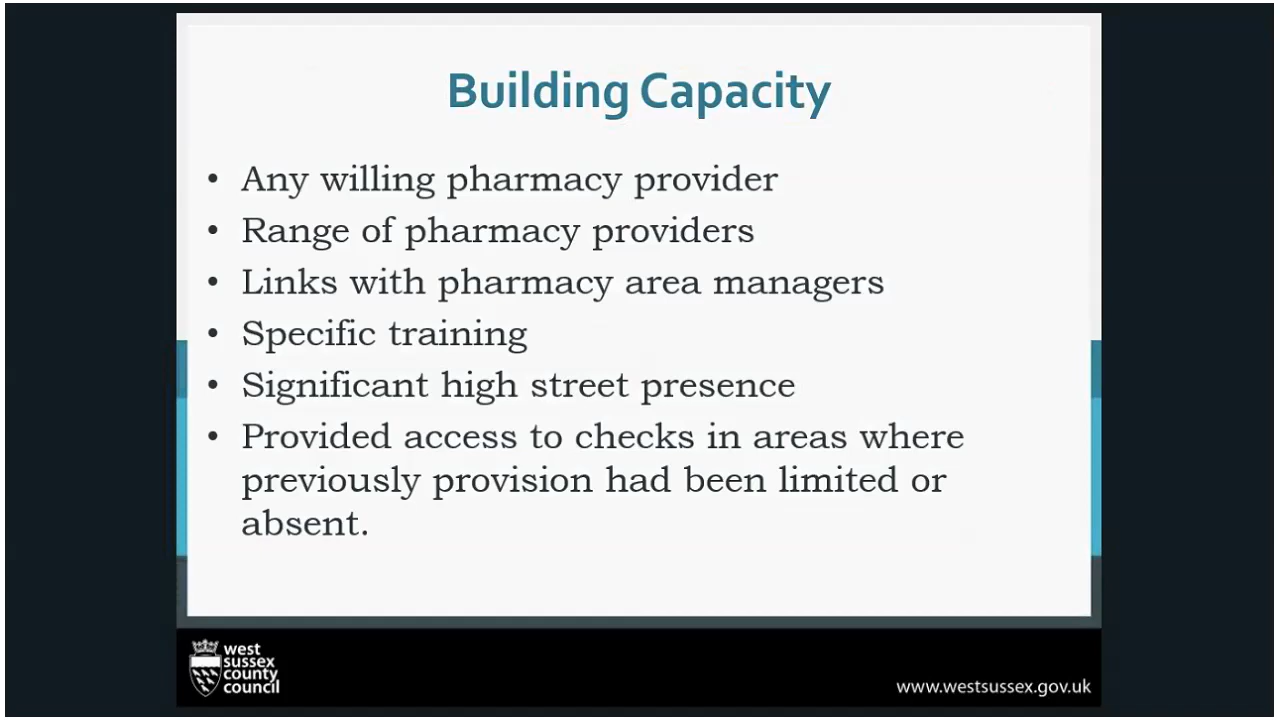 Building Capacity
• Any willing pharmacy provider
• Range of pharmacy providers
• Links with pharmacy area managers
• Specific training
• Significant high street presence
• Provided access to checks in areas where
previously provision had been limited or
absent.
west
sussex
county
council
www.westsussex.gov.uk